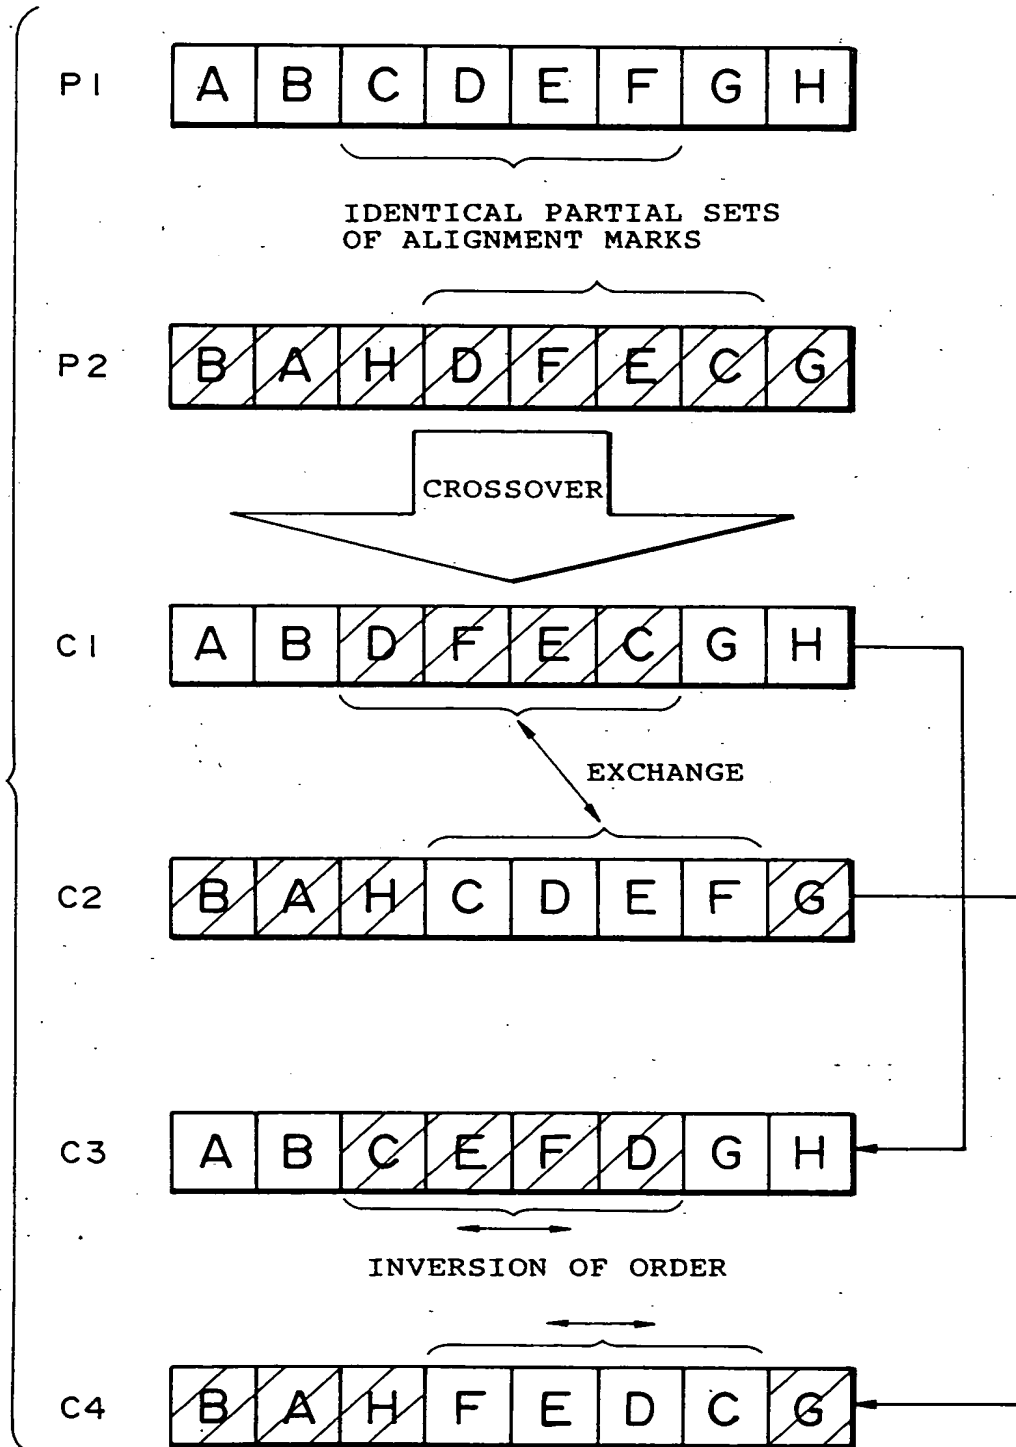 P1 A B C D E F G H
IDENTICAL PARTIAL SETS
OF ALIGNMENT MARKS
P2 B A H D F E C G
CROSSOVER
C1 A B D F E C G H
EXCHANGE
C2 B A H C D E F G
C3 A B C E F D G H
INVERSION OF ORDER
C4 B A H F E D C G